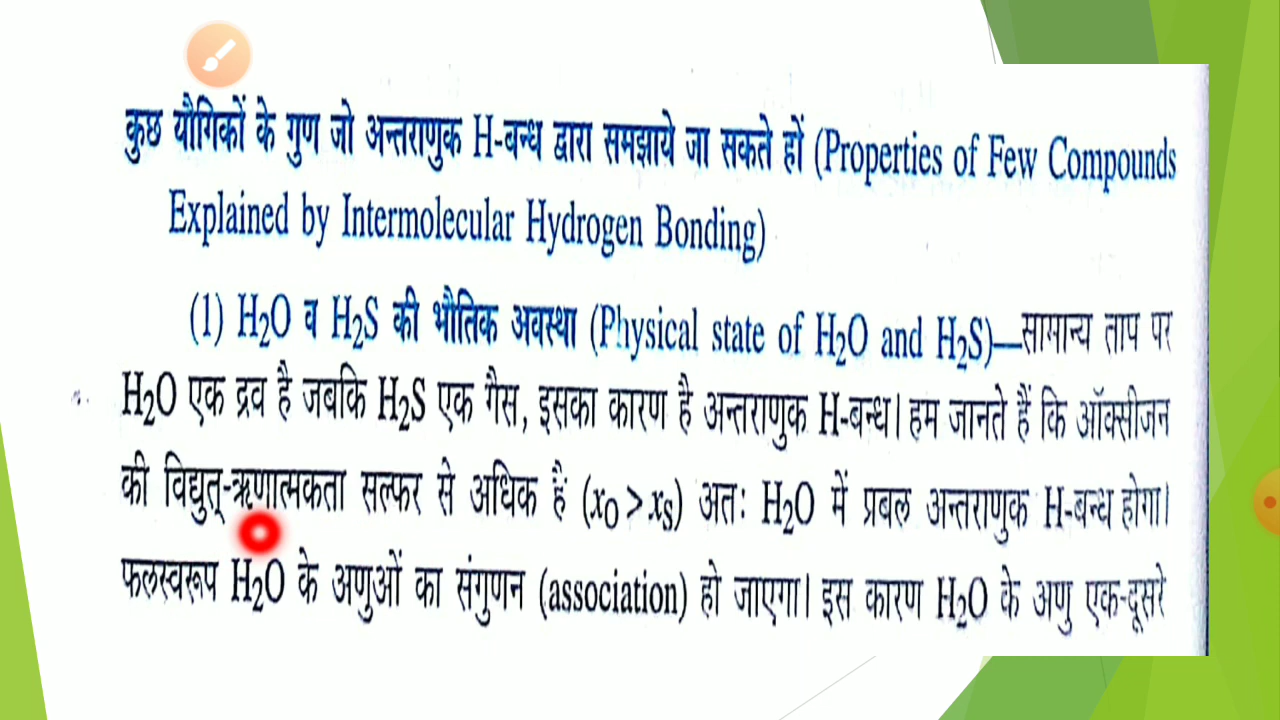 कुछ यौगिकों के गुण जो अन्तराणुक H-बन्ध द्वारा समझाये जा सकते हों (Properties of Few Compounds
Explained by Intermolecular Hydrogen Bonding)
(1) H₂O व H₂S की भौतिक अवस्था (Physical state of H₂O and H₂S)—सामान्य ताप पर
H₂O एक द्रव है जबकि H₂S एक गैस, इसका कारण है अन्तराणुक H-बन्ध। हम जानते हैं कि ऑक्सीजन
की विद्युत्-ऋणात्मकता सल्फर से अधिक है (x₀ > xₛ) अतः H₂O में प्रबल अन्तराणुक H-बन्ध होगा।
फलस्वरूप H₂O के अणुओं का संगुणन (association) हो जाएगा। इस कारण H₂O के अणु एक-दूसरे